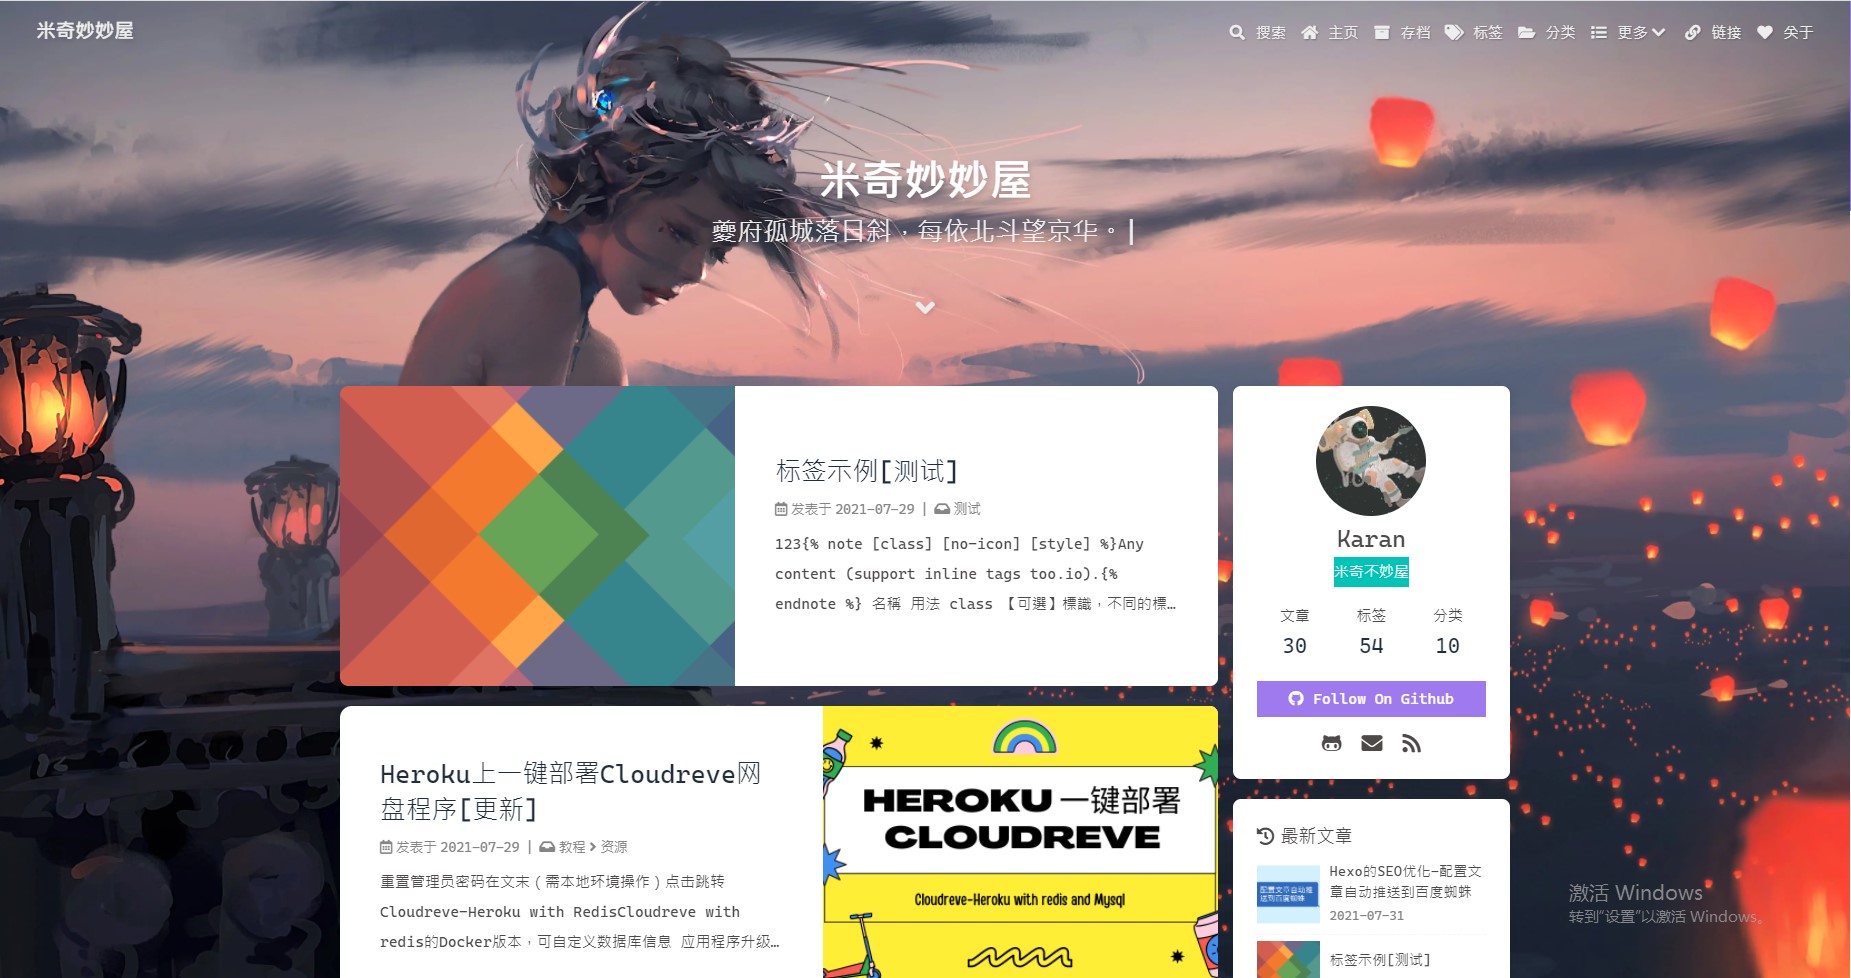 米奇妙妙屋
搜索 主页 存档 标签 分类 更多 链接 关于
米奇妙妙屋
夔府孤城落日斜，每依北斗望京华。|
标签示例[测试]
发表于 2021-07-29 | 测试
123{% note [class] [no-icon] [style] %}Any
content (support inline tags too.io).{%
endnote %} 名稱 用法 class 【可選】標識，不同的標…
Karan
米奇不妙屋
文章 标签 分类
30 54 10
Follow On Github
Heroku上一键部署Cloudreve网
盘程序[更新]
发表于 2021-07-29 | 教程 > 资源
重置管理员密码在文末（需本地环境操作）点击跳转
Cloudreve-Heroku with RedisCloudreve with
redis的Docker版本，可自定义数据库信息 应用程序升级…
HEROKU 一键部署
CLOUDREVE
Cloudreve-Heroku with redis and Mysql
最新文章
配置文章自动推
送到百度蜘蛛
Hexo的SEO优化-配置文
章自动推送到百度蜘蛛
2021-07-31
标签示例[测试]
激活 Windows
转到"设置"以激活 Windows。